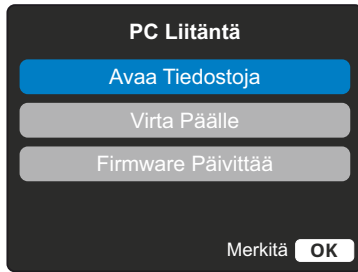 PC Liitäntä
Avaa Tiedostoja
Virta Päälle
Firmware Päivittää
Merkitä OK